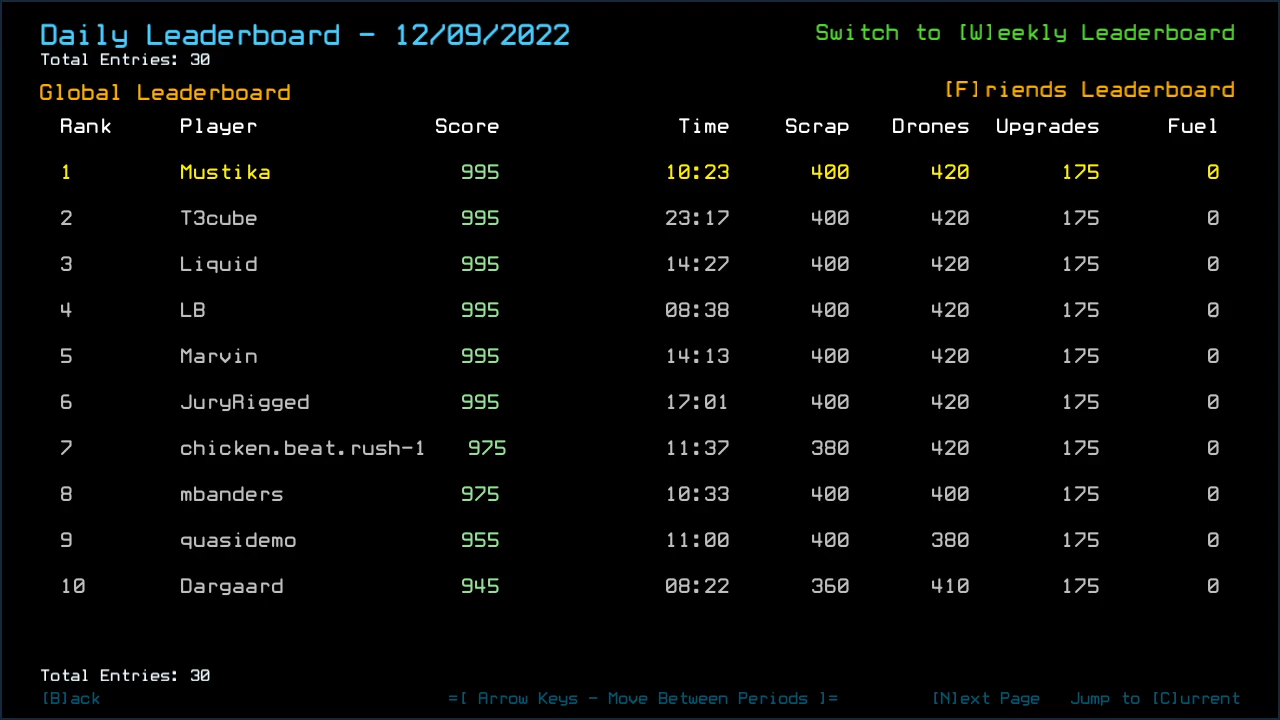 Daily Leaderboard - 12/09/2022 Switch to [W]eekly Leaderboard
Total Entries: 30
Global Leaderboard [F]riends Leaderboard
Rank Player Score Time Scrap Drones Upgrades Fuel
1 Mustika 995 10:23 400 420 175 0
2 T3cube 995 23:17 400 420 175 0
3 Liquid 995 14:27 400 420 175 0
4 LB 995 08:38 400 420 175 0
5 Marvin 995 14:13 400 420 175 0
6 JuryRigged 995 17:01 400 420 175 0
7 chicken.beat.rush-1 975 11:37 380 420 175 0
8 mbanders 975 10:33 400 400 175 0
9 quasidemo 955 11:00 400 380 175 0
10 Dargaard 945 08:22 360 410 175 0
Total Entries: 30
[B]ack =[ Arrow Keys - Move Between Periods ]= [N]ext Page Jump to [C]urrent